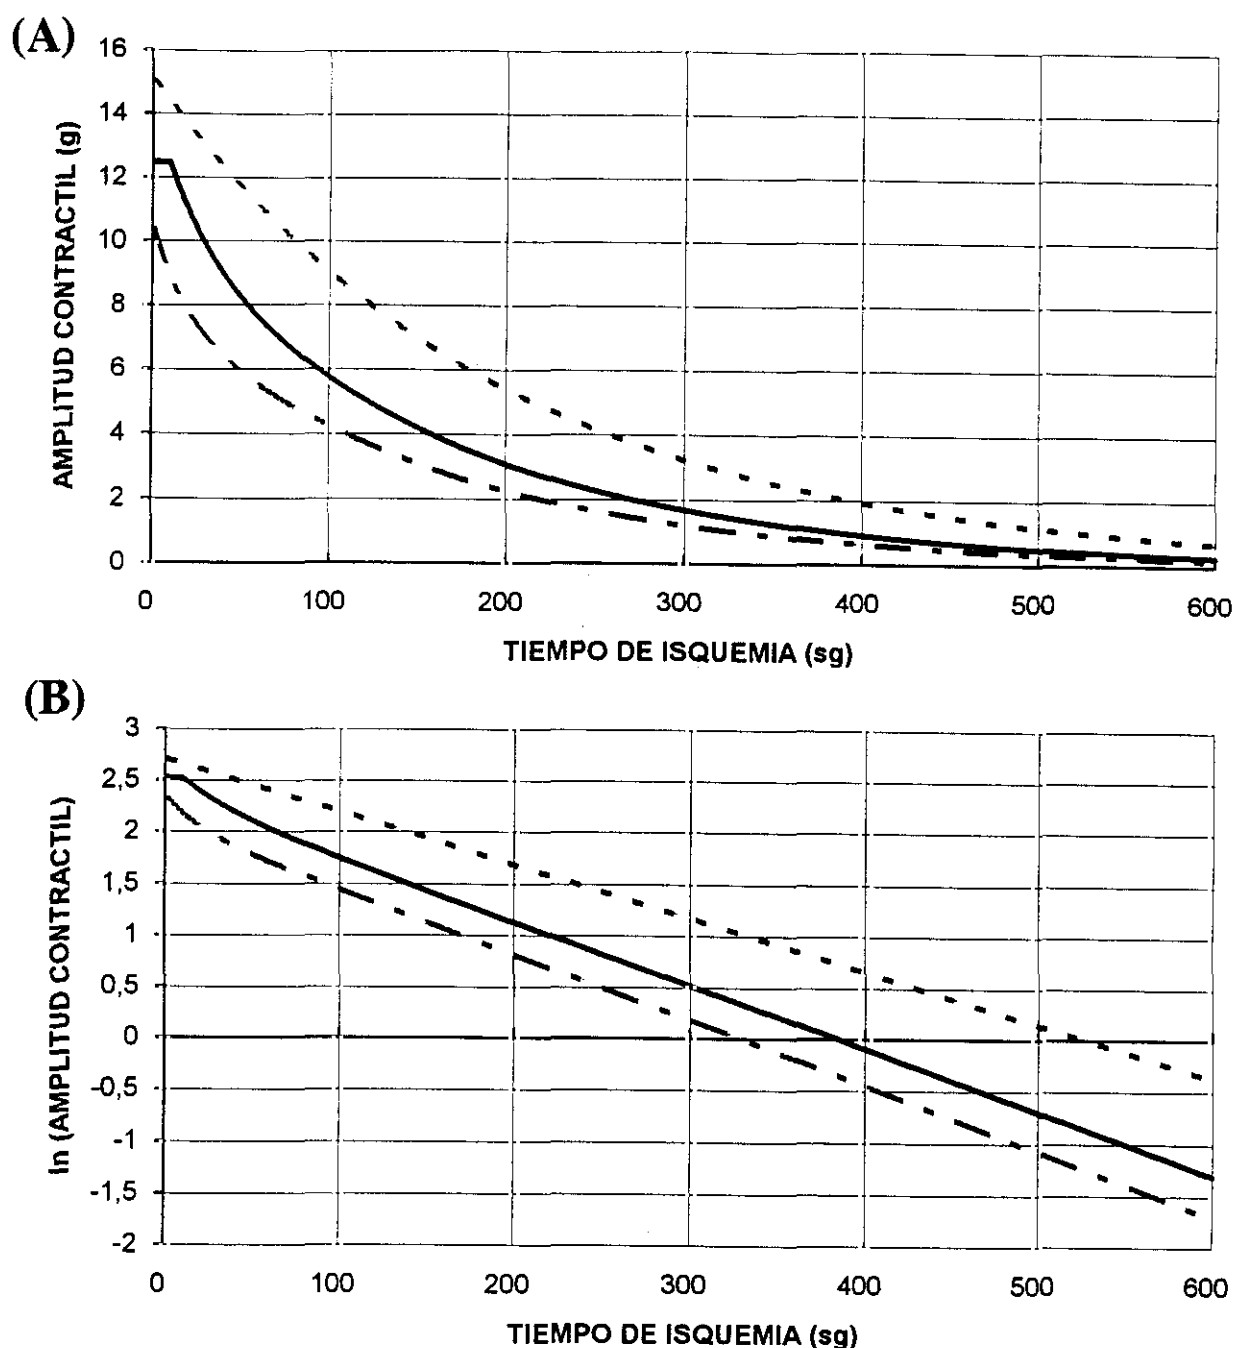 (A)
AMPLITUD CONTRACTIL (g)
16
14
12
10
8
6
4
2
0
0 100 200 300 400 500 600
TIEMPO DE ISQUEMIA (sg)
(B)
ln (AMPLITUD CONTRACTIL)
3
2,5
2
1,5
1
0,5
0
-0,5
-1
-1,5
-2
0 100 200 300 400 500 600
TIEMPO DE ISQUEMIA (sg)